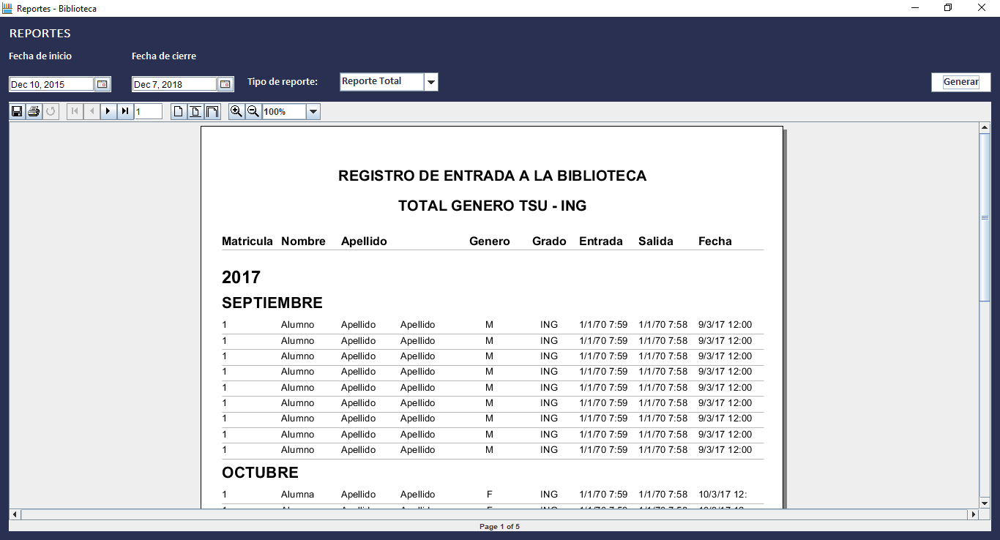 Reportes - Biblioteca
REPORTES
Fecha de inicio Fecha de cierre
Dec 10, 2015 Dec 7, 2018 Tipo de reporte: Reporte Total Generar
1 100%
REGISTRO DE ENTRADA A LA BIBLIOTECA
TOTAL GENERO TSU - ING
Matricula Nombre Apellido Genero Grado Entrada Salida Fecha
2017
SEPTIEMBRE
1 Alumno Apellido Apellido M ING 1/1/70 7:59 1/1/70 7:58 9/3/17 12:00
1 Alumno Apellido Apellido M ING 1/1/70 7:59 1/1/70 7:58 9/3/17 12:00
1 Alumno Apellido Apellido M ING 1/1/70 7:59 1/1/70 7:58 9/3/17 12:00
1 Alumno Apellido Apellido M ING 1/1/70 7:59 1/1/70 7:58 9/3/17 12:00
1 Alumno Apellido Apellido M ING 1/1/70 7:59 1/1/70 7:58 9/3/17 12:00
1 Alumno Apellido Apellido M ING 1/1/70 7:59 1/1/70 7:58 9/3/17 12:00
1 Alumno Apellido Apellido M ING 1/1/70 7:59 1/1/70 7:58 9/3/17 12:00
1 Alumno Apellido Apellido M ING 1/1/70 7:59 1/1/70 7:58 9/3/17 12:00
1 Alumno Apellido Apellido M ING 1/1/70 7:59 1/1/70 7:58 9/3/17 12:00
OCTUBRE
1 Alumna Apellido Apellido F ING 1/1/70 7:59 1/1/70 7:58 10/3/17 12:
Page 1 of 5